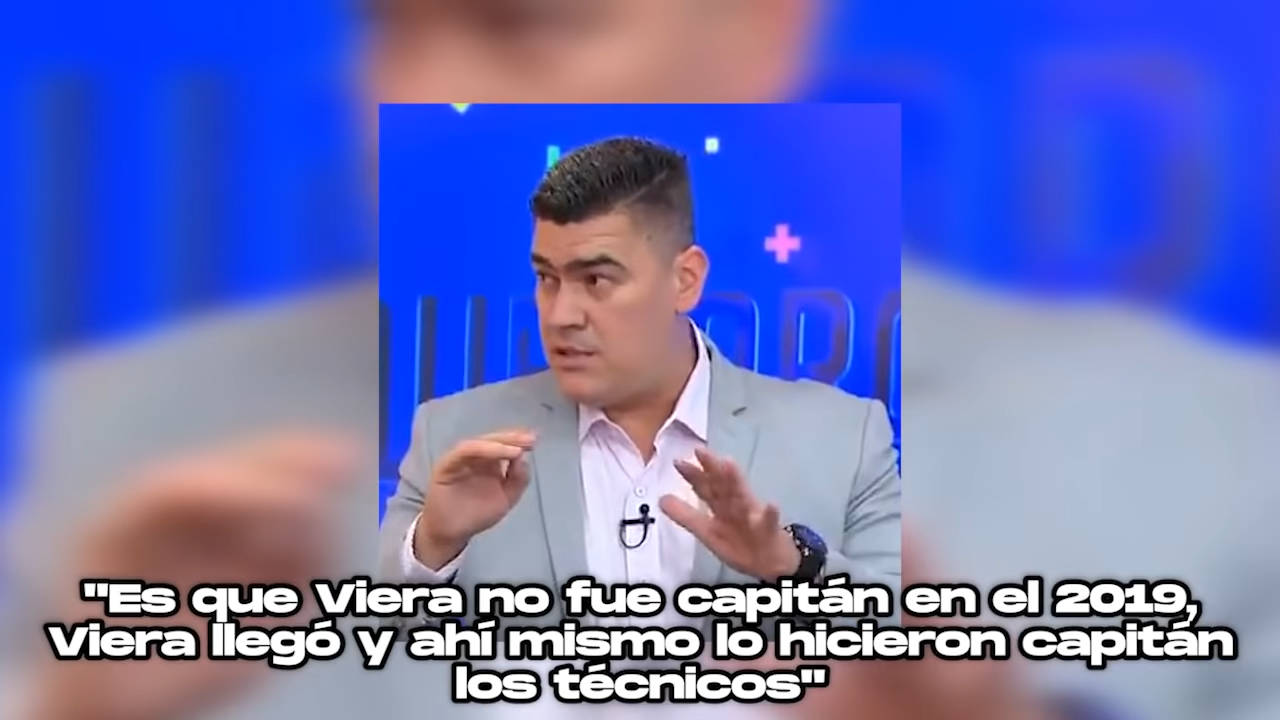 "Es que Viera no fue capitán en el 2019,
Viera llegó y ahí mismo lo hicieron capitán
los técnicos"